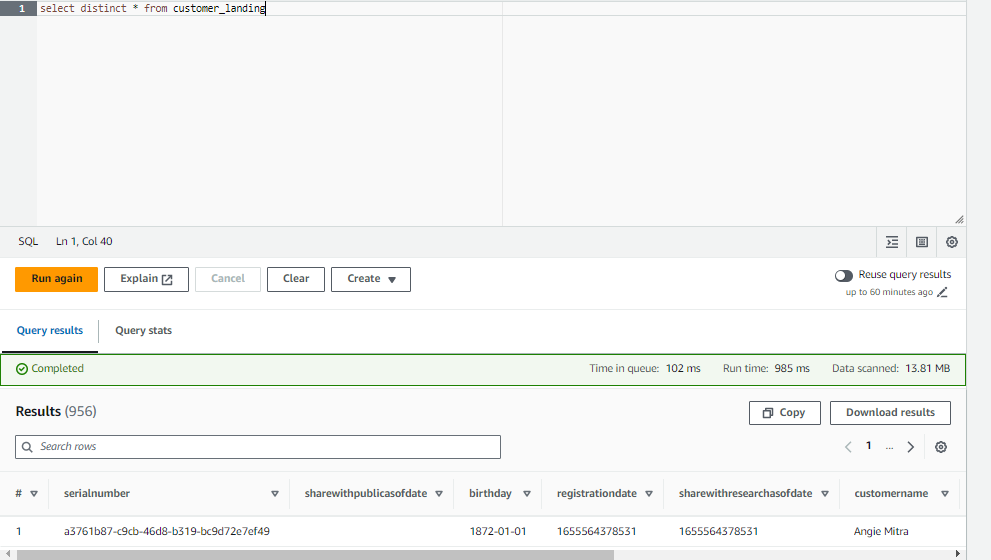 1 select distinct * from customer_landing
SQL Ln 1, Col 40
Run again Explain Cancel Clear Create Reuse query results
up to 60 minutes ago
Query results Query stats
Completed Time in queue: 102 ms Run time: 985 ms Data scanned: 13.81 MB
Results (956) Copy Download results
Search rows 1 ...
# serialnumber sharewithpublicasofdate birthday registrationdate sharewithresearchasofdate customername
1 a3761b87-c9cb-46d8-b319-bc9d72e7ef49 1872-01-01 1655564378531 1655564378531 Angie Mitra